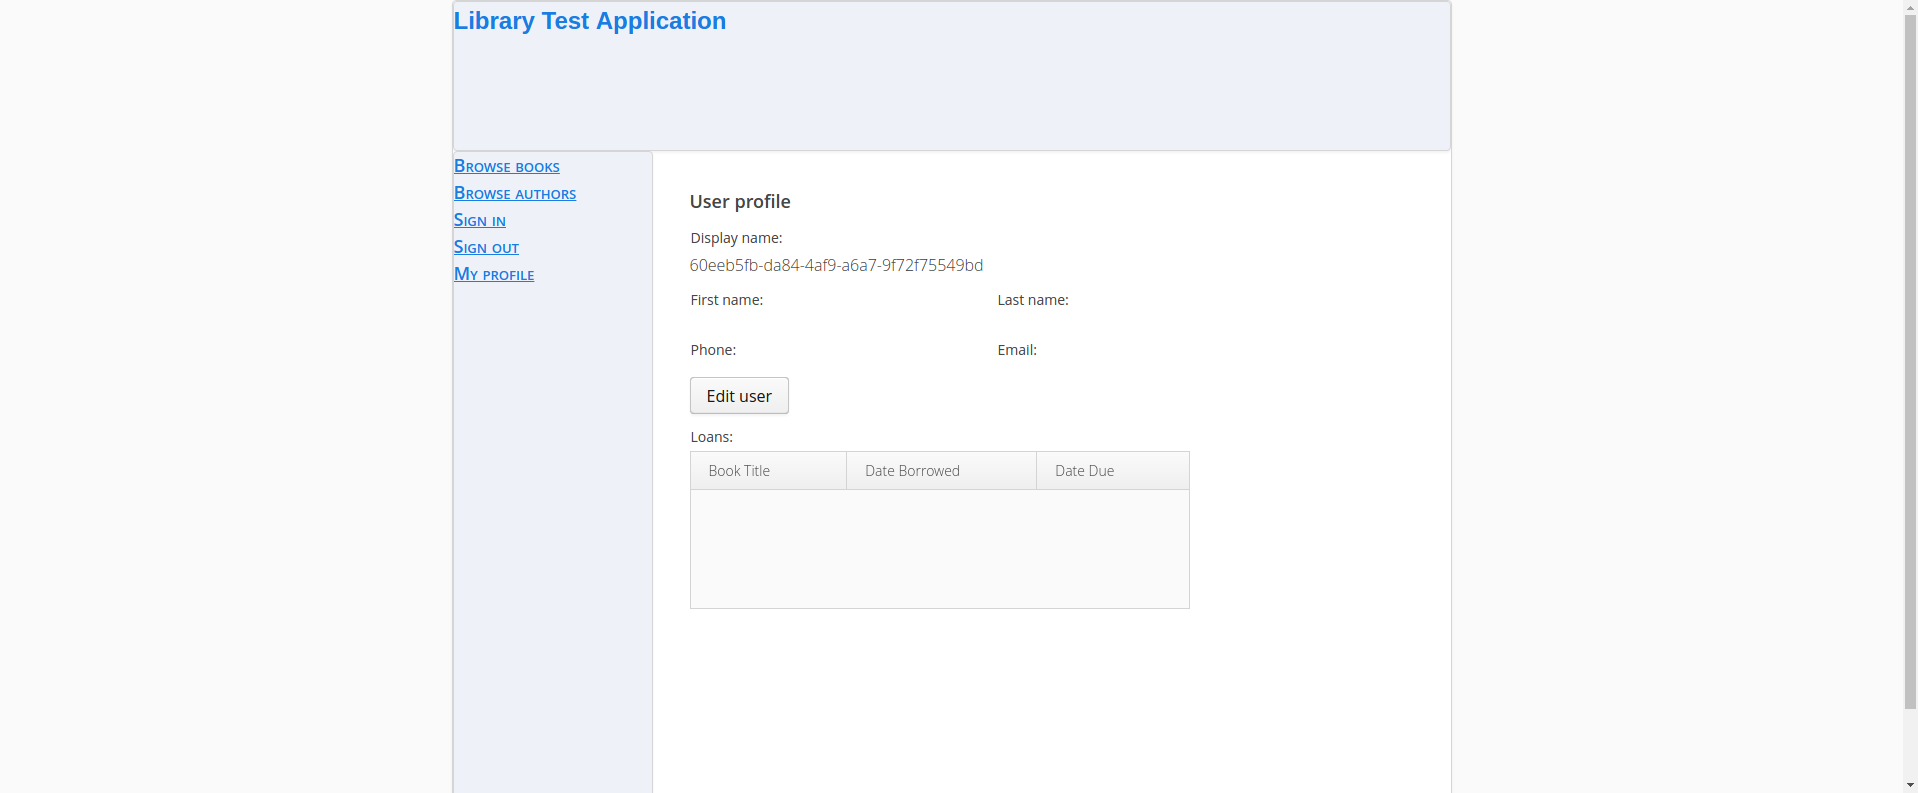 Library Test Application
Browse books
Browse authors
Sign in
Sign out
My profile
User profile
Display name:
60eeb5fb-da84-4af9-a6a7-9f72f75549bd
First name: Last name:
Phone: Email:
Edit user
Loans:
Book Title Date Borrowed Date Due